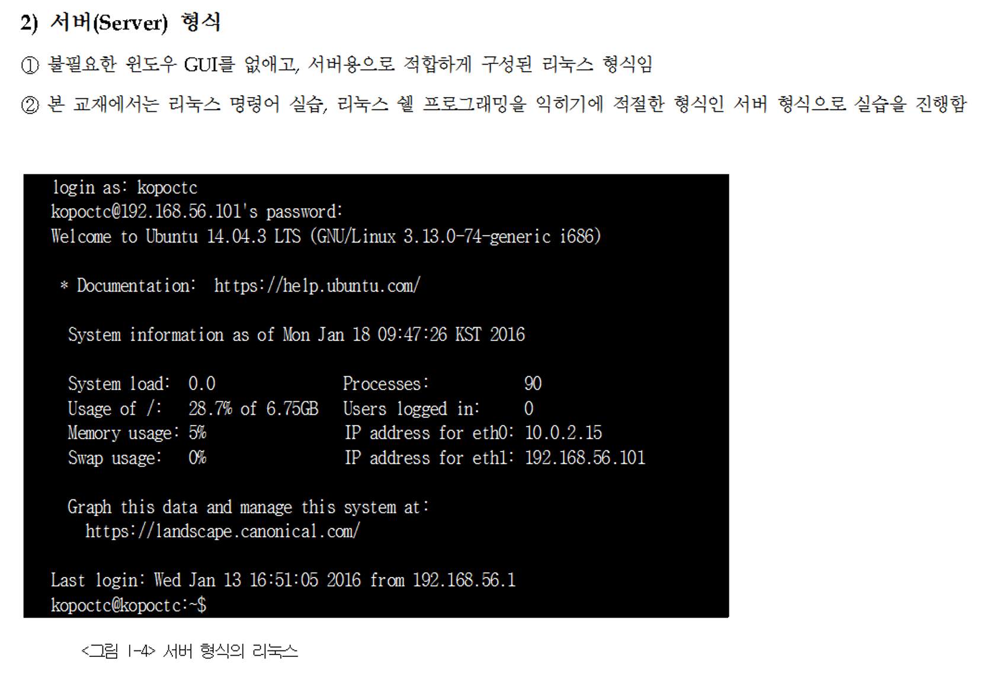 2) 서버(Server) 형식
① 불필요한 윈도우 GUI를 없애고, 서버용으로 적합하게 구성된 리눅스 형식임
② 본 교재에서는 리눅스 명령어 실습, 리눅스 쉘 프로그래밍을 익히기에 적절한 형식인 서버 형식으로 실습을 진행함
login as: kopoctc
kopoctc@192.168.56.101's password:
Welcome to Ubuntu 14.04.3 LTS (GNU/Linux 3.13.0-74-generic i686)
* Documentation: https://help.ubuntu.com/
System information as of Mon Jan 18 09:47:26 KST 2016
System load: 0.0 Processes: 90
Usage of /: 28.7% of 6.75GB Users logged in: 0
Memory usage: 5% IP address for eth0: 10.0.2.15
Swap usage: 0% IP address for eth1: 192.168.56.101
Graph this data and manage this system at:
https://landscape.canonical.com/
Last login: Wed Jan 13 16:51:05 2016 from 192.168.56.1
kopoctc@kopoctc:~$
<그림 1-4> 서버 형식의 리눅스